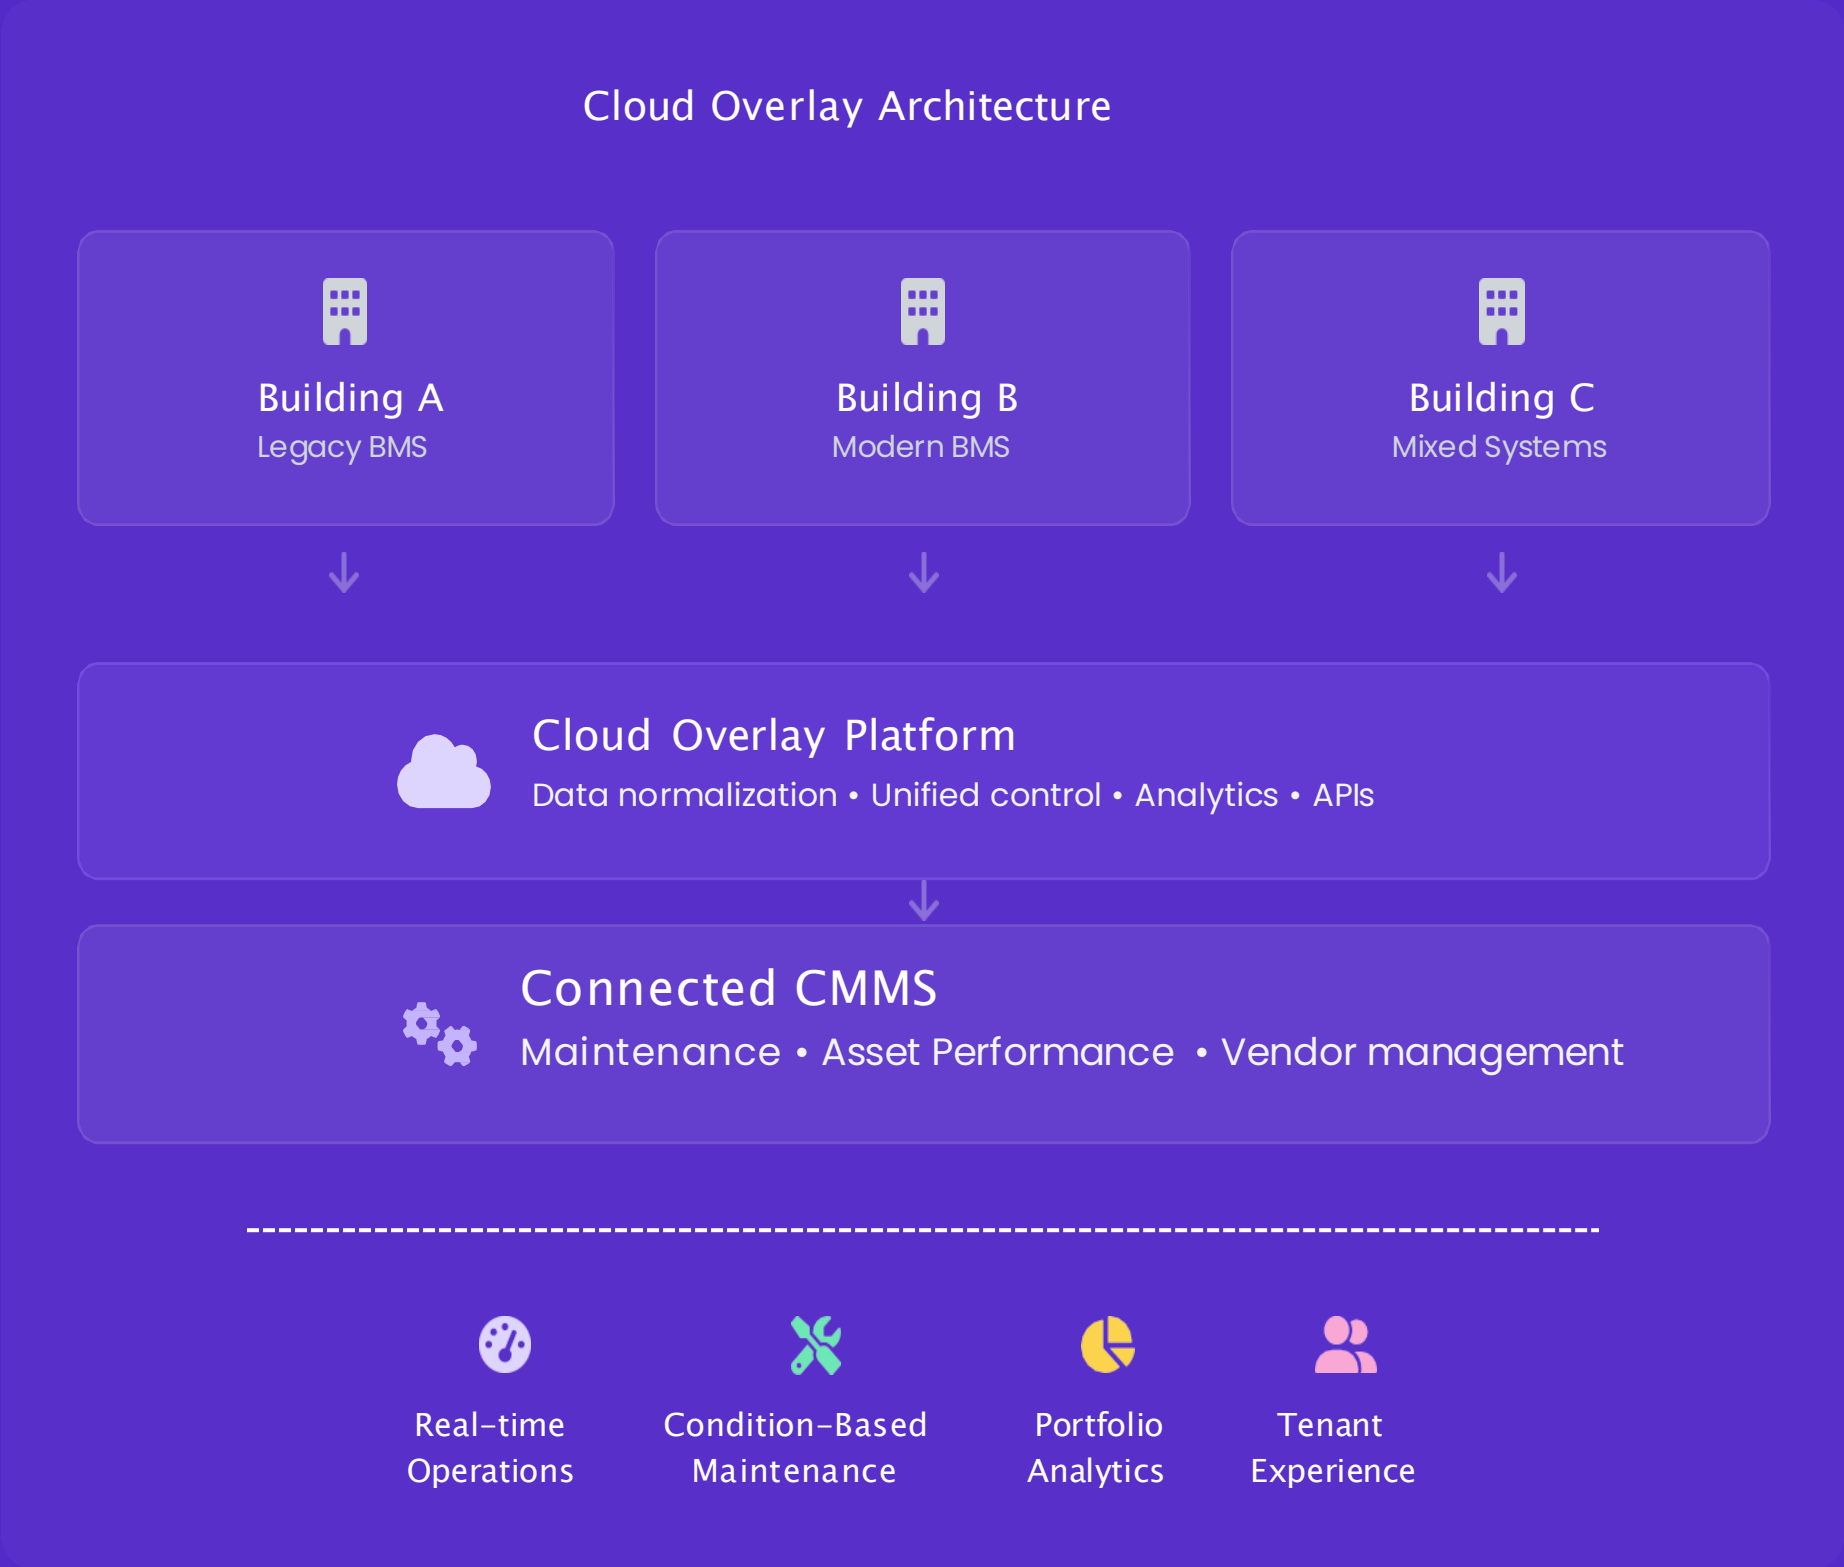 Cloud Overlay Architecture
Building A
Legacy BMS
Building B
Modern BMS
Building C
Mixed Systems
Cloud Overlay Platform
Data normalization • Unified control • Analytics • APIs
Connected CMMS
Maintenance • Asset Performance • Vendor management
Real-time
Operations
Condition-Based
Maintenance
Portfolio
Analytics
Tenant
Experience